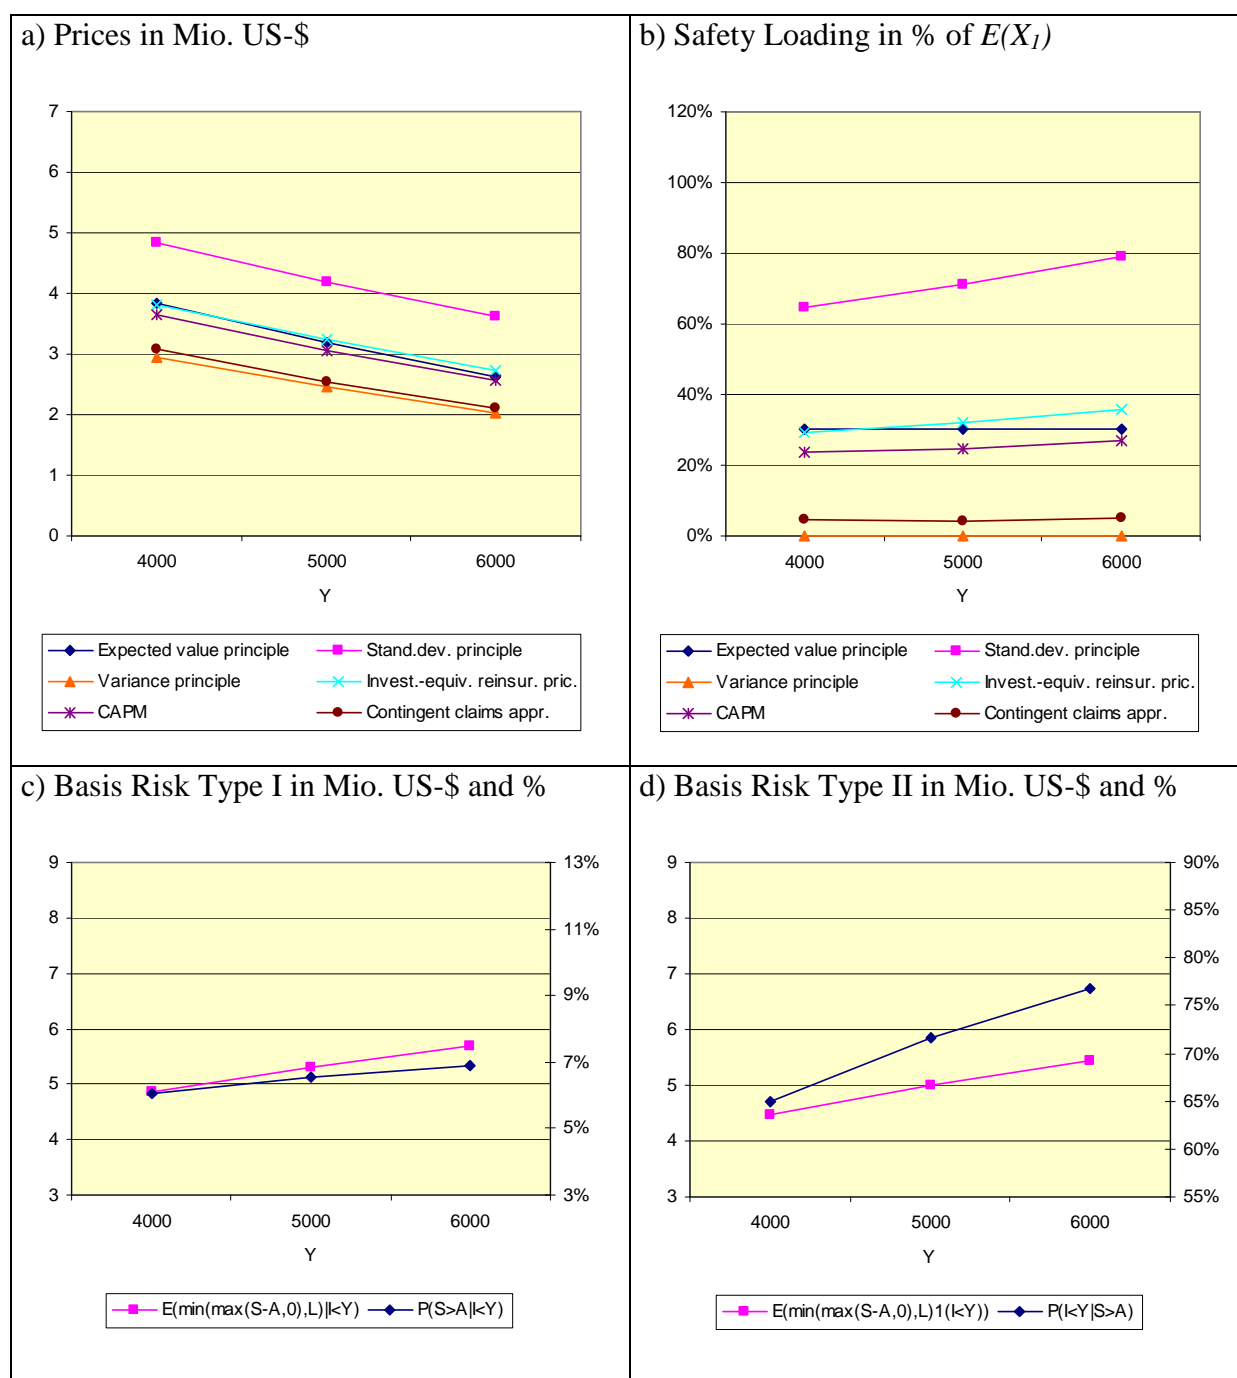 a) Prices in Mio. US-$
7
6
5
4
3
2
1
0
4000 5000 6000
Y
Expected value principle
Stand.dev. principle
Variance principle
Invest.-equiv. reinsur. pric.
CAPM
Contingent claims appr.
b) Safety Loading in % of E(X1)
120%
100%
80%
60%
40%
20%
0%
4000 5000 6000
Y
Expected value principle
Stand.dev. principle
Variance principle
Invest.-equiv. reinsur. pric.
CAPM
Contingent claims appr.
c) Basis Risk Type I in Mio. US-$ and %
9
8
7
6
5
4
3
13%
11%
9%
7%
5%
3%
4000 5000 6000
Y
E(min(max(S-A,0),L)|I<Y) P(S>A|I<Y)
d) Basis Risk Type II in Mio. US-$ and %
9
8
7
6
5
4
3
90%
85%
80%
75%
70%
65%
60%
55%
4000 5000 6000
Y
E(min(max(S-A,0),L)1(I<Y)) P(I<Y|S>A)